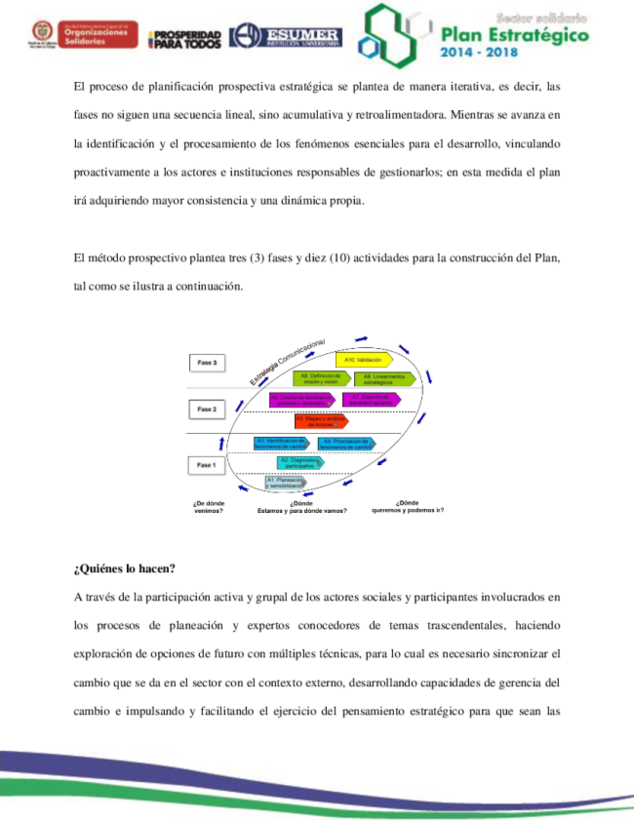 Unidad Administrativa Especial de
Organizaciones
Solidarias
PROSPERIDAD
PARA TODOS
ESUMER
INSTITUCIÓN UNIVERSITARIA
Sector solidario
Plan Estratégico
2014 - 2018
El proceso de planificación prospectiva estratégica se plantea de manera iterativa, es decir, las
fases no siguen una secuencia lineal, sino acumulativa y retroalimentadora. Mientras se avanza en
la identificación y el procesamiento de los fenómenos esenciales para el desarrollo, vinculando
proactivamente a los actores e instituciones responsables de gestionarlos; en esta medida el plan
irá adquiriendo mayor consistencia y una dinámica propia.
El método prospectivo plantea tres (3) fases y diez (10) actividades para la construcción del Plan,
tal como se ilustra a continuación.
Estrategia Comunicacional
Fase 3
A10. Validación
A8. Definición de
misión y visión
A9. Lineamientos
estratégicos
Fase 2
A6. Diseño de escenarios
A7. Elección de
A5. Mapeo y análisis
de Actores
A3. Identificación de
fenómenos de cambio
A4. Priorización de
fenómenos de cambio
Fase 1
A2. Diagnóstico
participativo
A1. Planeación
y sensibilización
¿De dónde
venimos?
¿Dónde
Estamos y para dónde vamos?
¿Dónde
queremos y podemos ir?
¿Quiénes lo hacen?
A través de la participación activa y grupal de los actores sociales y participantes involucrados en
los procesos de planeación y expertos conocedores de temas trascendentales, haciendo
exploración de opciones de futuro con múltiples técnicas, para lo cual es necesario sincronizar el
cambio que se da en el sector con el contexto externo, desarrollando capacidades de gerencia del
cambio e impulsando y facilitando el ejercicio del pensamiento estratégico para que sean las